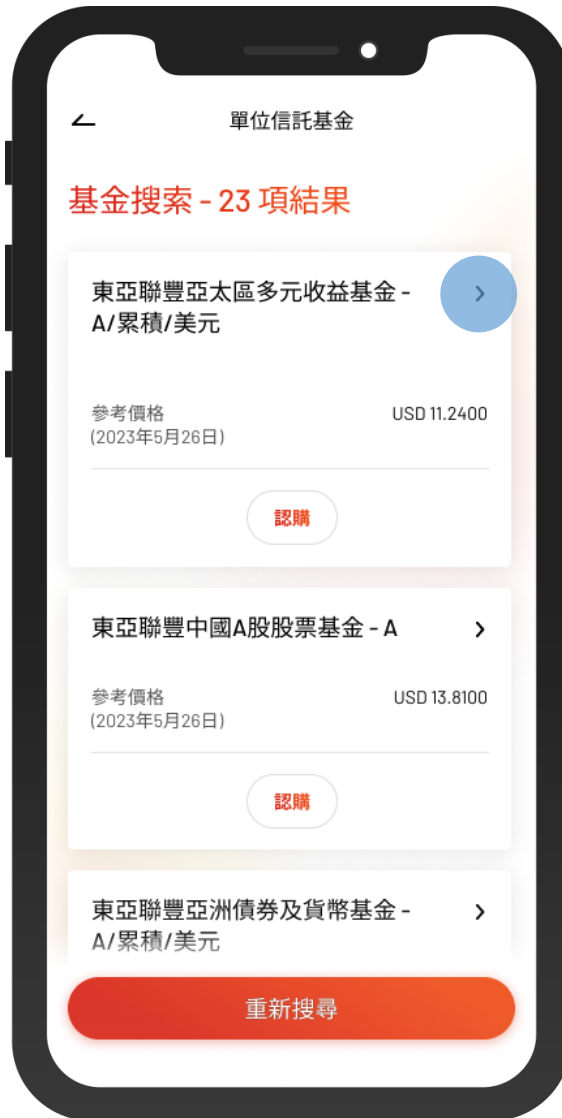 單位信託基金
基金搜索 - 23 項結果
東亞聯豐亞太區多元收益基金 -
A/累積/美元
參考價格
USD 11.2400
(2023年5月26日)
認購
東亞聯豐中國A股股票基金 - A
參考價格
USD 13.8100
(2023年5月26日)
認購
東亞聯豐亞洲債券及貨幣基金 -
A/累積/美元
重新搜尋